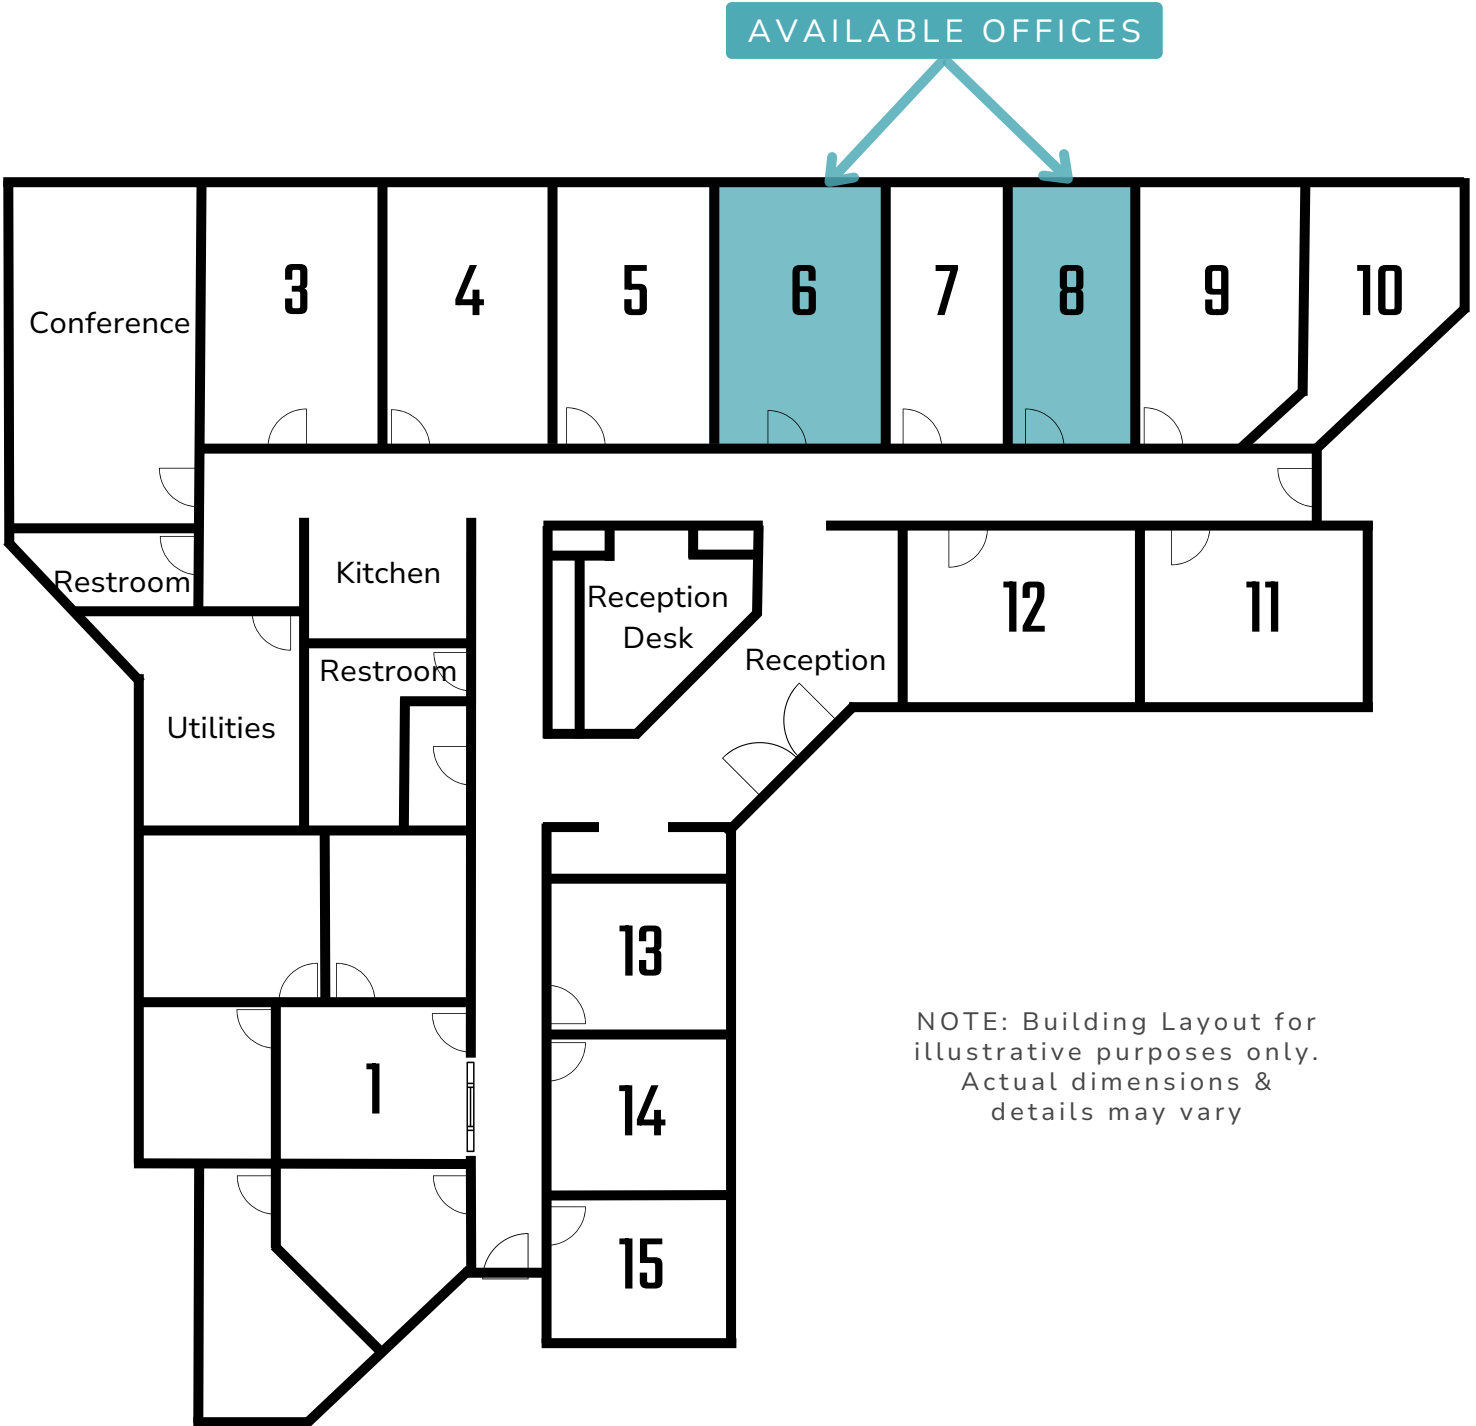 AVAILABLE OFFICES
3
4
5
6
7
8
9
10
Conference
Restroom
Kitchen
Reception
Desk
Reception
12
11
Restroom
Utilities
13
1
14
15
NOTE: Building Layout for
illustrative purposes only.
Actual dimensions &
details may vary